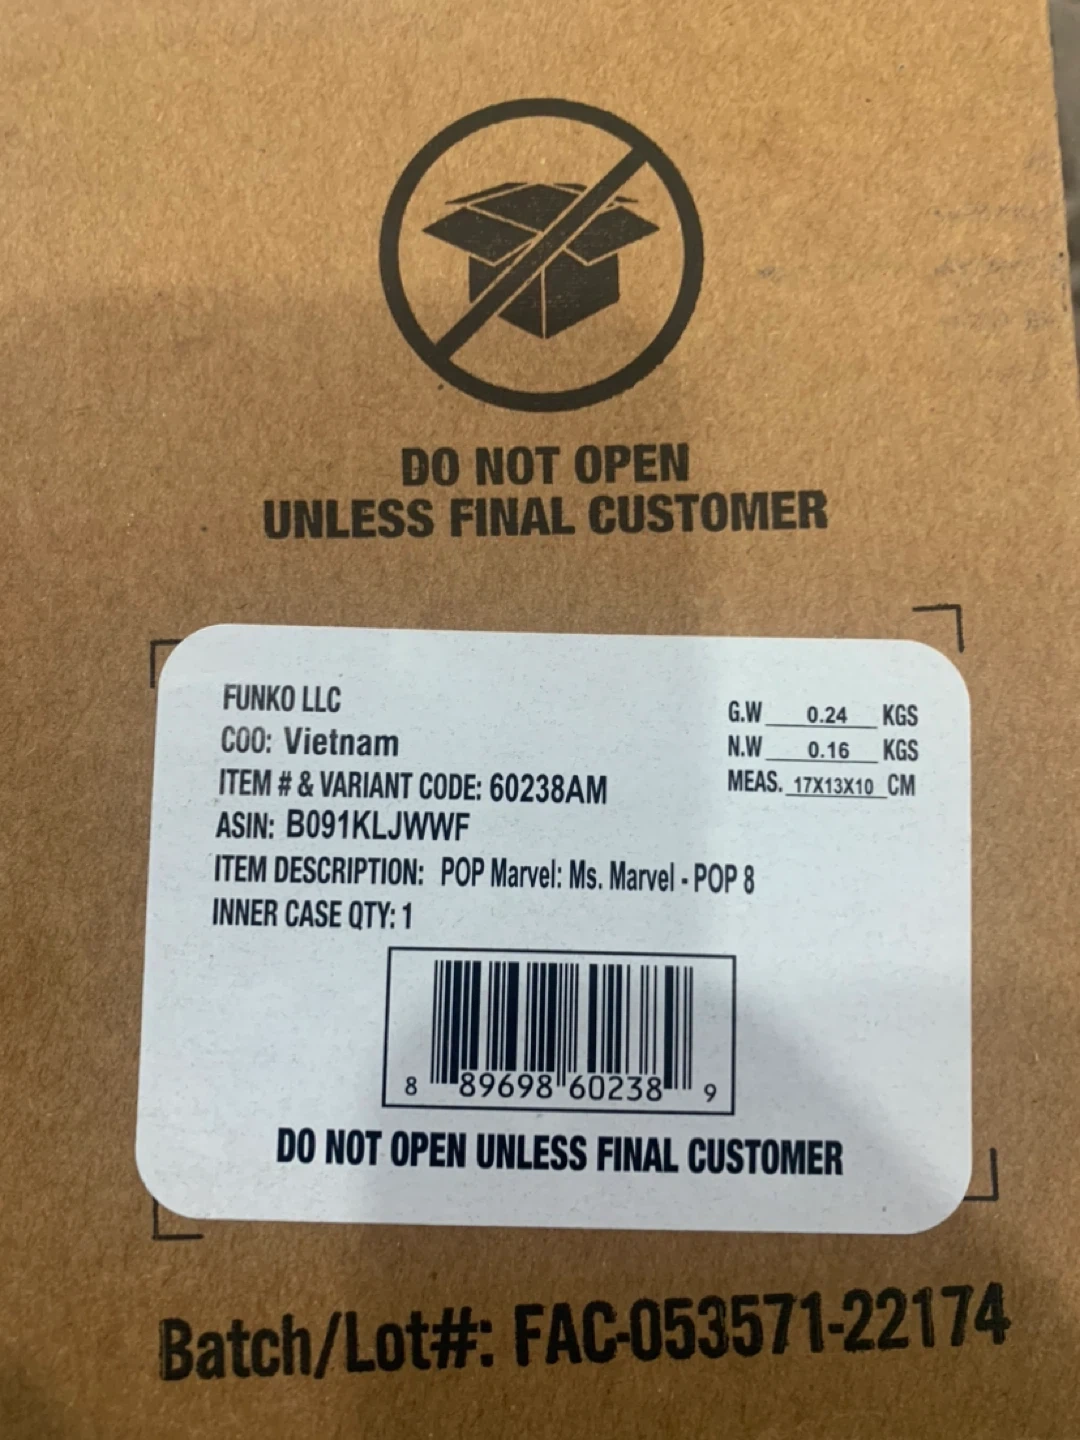 DO NOT OPEN
UNLESS FINAL CUSTOMER
FUNKO LLC
COO: Vietnam
ITEM # & VARIANT CODE: 60238AM
ASIN: B091KLJWWF
ITEM DESCRIPTION: POP Marvel: Ms. Marvel - POP 8
INNER CASE QTY: 1
G.W 0.24 KGS
N.W 0.16 KGS
MEAS. 17X13X10 CM
8 89698 60238 9
DO NOT OPEN UNLESS FINAL CUSTOMER
Batch/Lot#: FAC-053571-22174